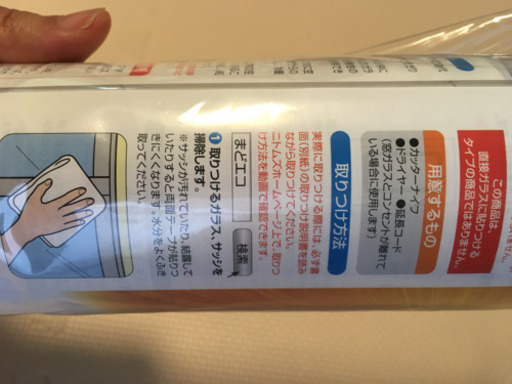 この商品は、
直接ガラスに貼りつける
タイプの商品ではありません。
用意するもの
●カッターナイフ
●ドライヤー ●延長コード
(窓ガラスとコンセントが離れて
いる場合に使用します)
取りつけ方法
実際に取りつける際には、必ず裏
面(別紙)の取りつけ説明書を読み
ながら取りつけてください。
ニトムズホームページ上で、取りつ
け方法を動画で確認できます。
まどエコ 検索
1 取りつけるガラス、サッシを
掃除します。
※サッシが汚れていたり、結露して
いたりすると両面テープが貼りつ
きにくくなります。水分をよくふき
取ってください。